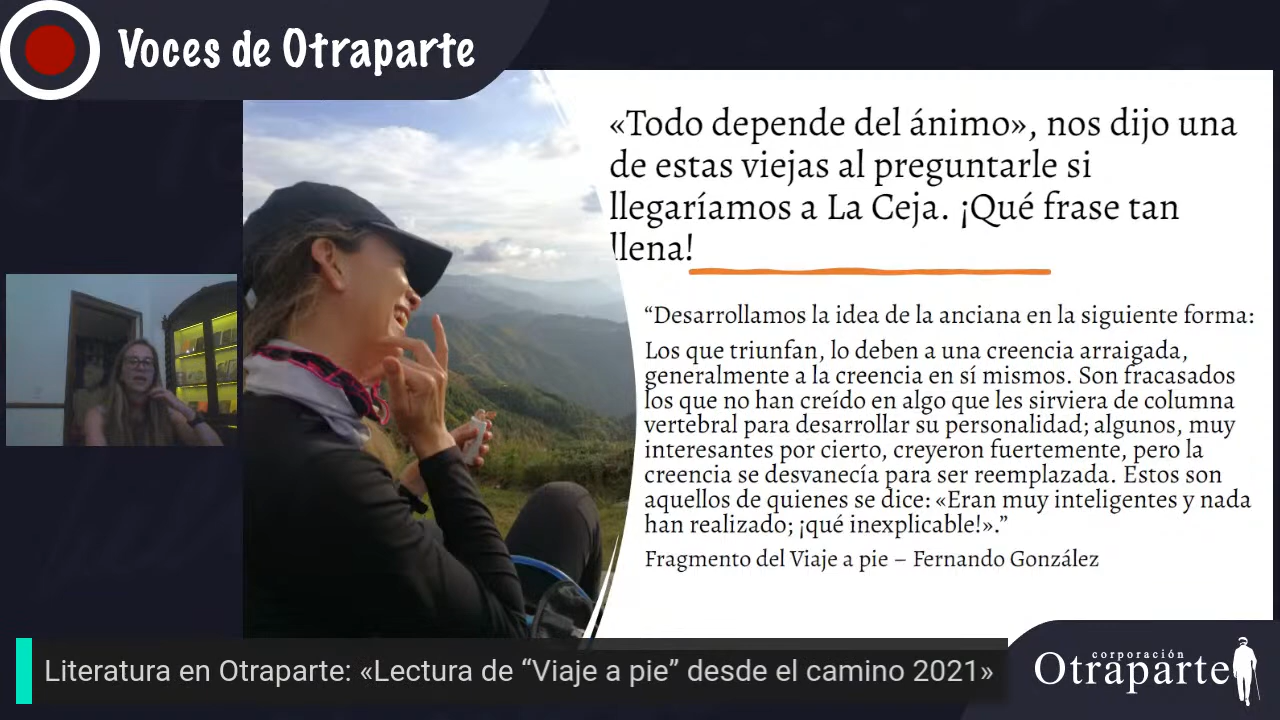 Voces de Otraparte
«Todo depende del ánimo», nos dijo una
de estas viejas al preguntarle si
llegaríamos a La Ceja. ¡Qué frase tan
llena!
“Desarrollamos la idea de la anciana en la siguiente forma:
Los que triunfan, lo deben a una creencia arraigada,
generalmente a la creencia en sí mismos. Son fracasados
los que no han creído en algo que les sirviera de columna
vertebral para desarrollar su personalidad; algunos, muy
interesantes por cierto, creyeron fuertemente, pero la
creencia se desvanecía para ser reemplazada. Estos son
aquellos de quienes se dice: «Eran muy inteligentes y nada
han realizado; ¡qué inexplicable!».”
Fragmento del Viaje a pie – Fernando González
Literatura en Otraparte: «Lectura de “Viaje a pie” desde el camino 2021»
corporación
Otraparte